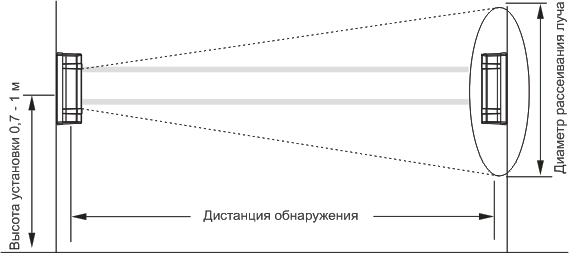 Высота установки 0,7 - 1 м
Дистанция обнаружения
Диаметр рассеивания луча